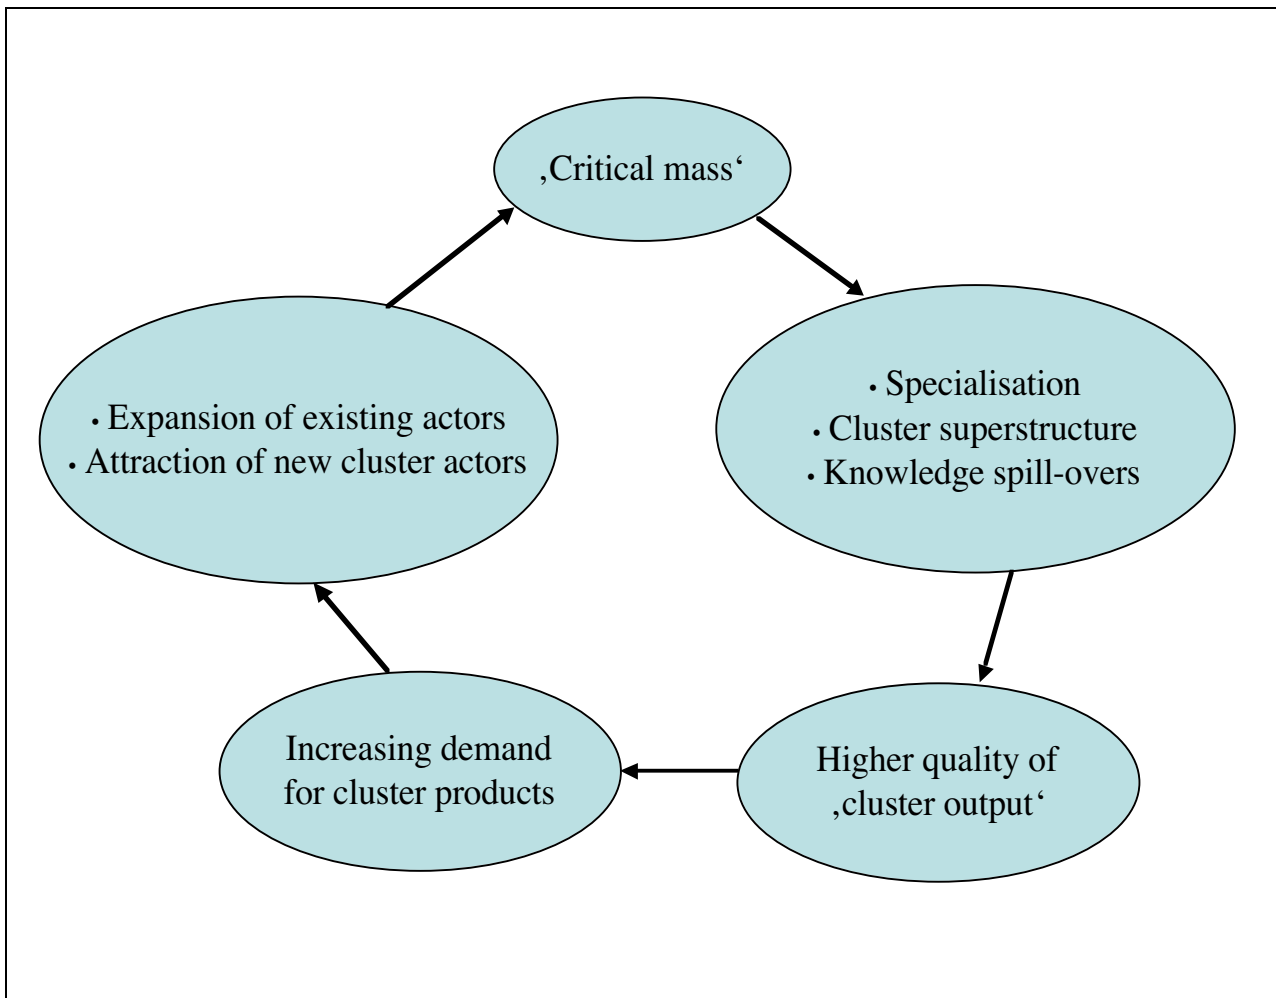 ‚Critical mass‘
• Specialisation
• Cluster superstructure
• Knowledge spill-overs
Higher quality of
‚cluster output‘
Increasing demand
for cluster products
• Expansion of existing actors
• Attraction of new cluster actors